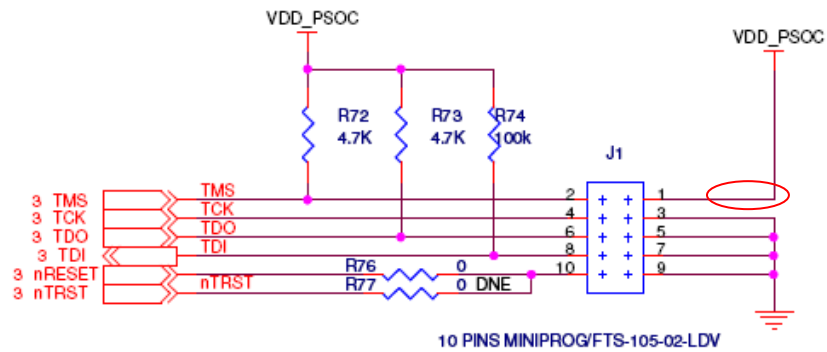 VDD_PSOC
VDD_PSOC
R72
4.7K
R73
4.7K
R74
100k
J1
3 TMS
TMS
2
1
3 TCK
TCK
4
3
3 TDO
TDO
6
5
3 TDI
TDI
8
7
3 nRESET
R76
0
10
9
3 nTRST
nTRST
R77
0 DNE
10 PINS MINIPROG/FTS-105-02-LDV